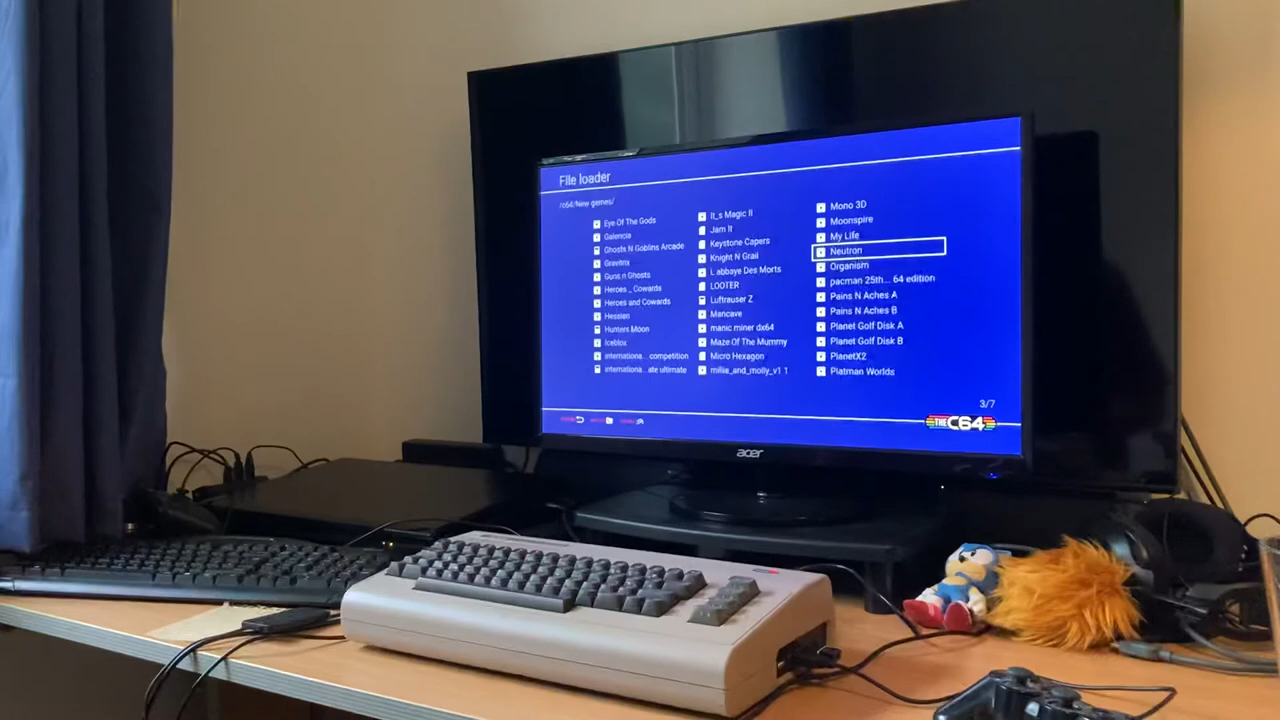 File loader
/c64/New games/
Eye Of The Gods
Galencia
Ghosts N Goblins Arcade
Gravitrix
Guns n Ghosts
Heroes _ Cowards
Heroes and Cowards
Hessian
Hunters Moon
Iceblox
internationa... competition
internationa...ate ultimate
It_s Magic II
Jam It
Keystone Capers
Knight N Grail
L abbaye Des Morts
LOOTER
Luftrauser Z
Mancave
manic miner dx64
Maze Of The Mummy
Micro Hexagon
millie_and_molly_v1 1
Mono 3D
Moonspire
My Life
Neutron
Organism
pacman 25th... 64 edition
Pains N Aches A
Pains N Aches B
Planet Golf Disk A
Planet Golf Disk B
PlanetX2
Platman Worlds
3/7
THEC64
acer